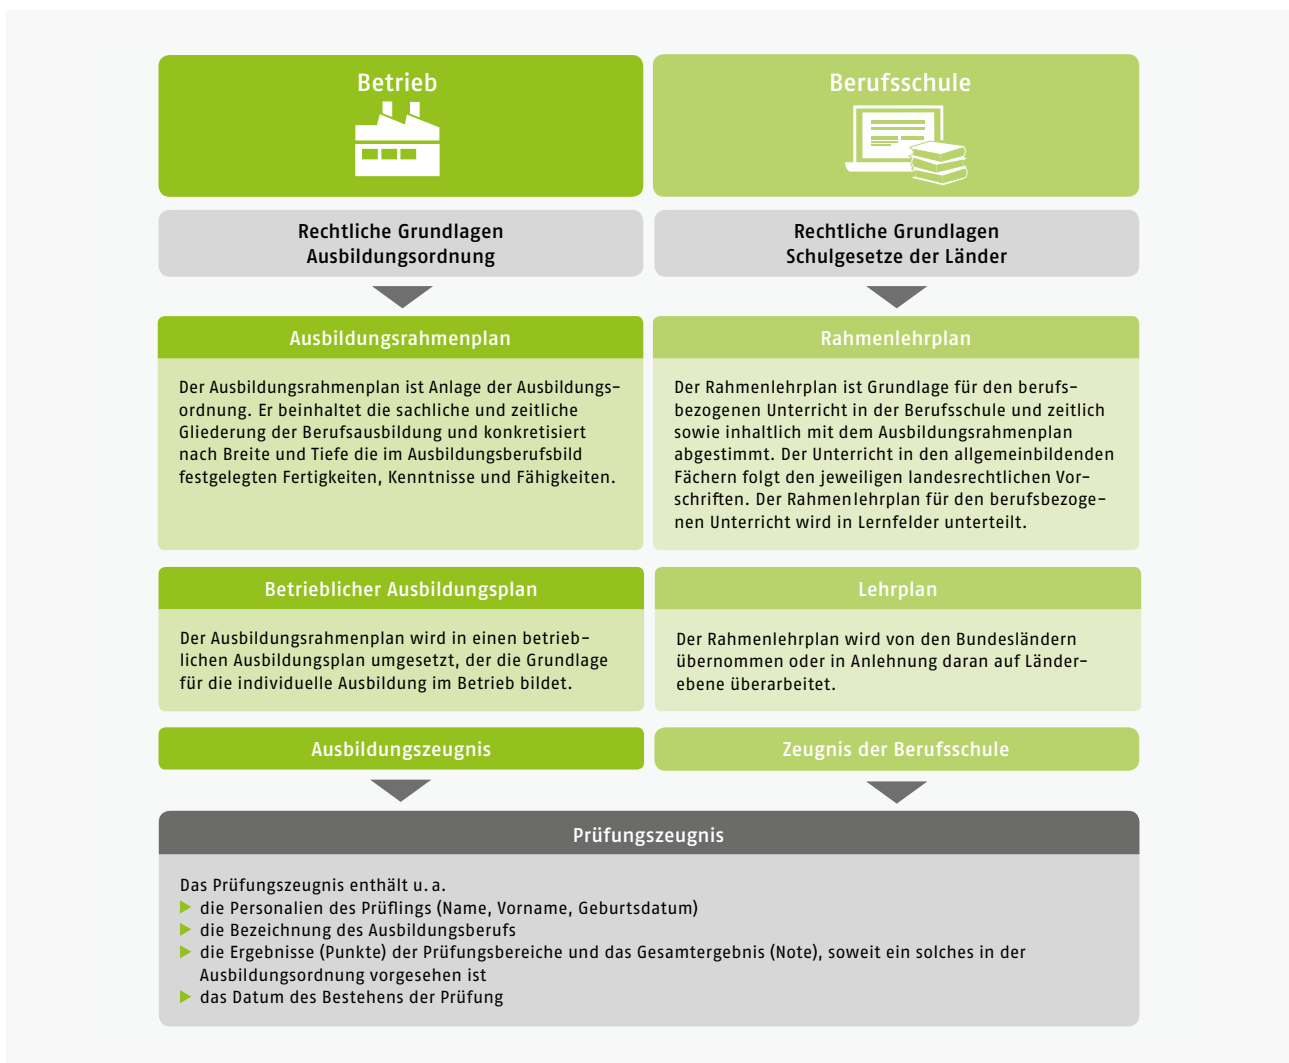 Betrieb
Berufsschule
Rechtliche Grundlagen
Ausbildungsordnung
Rechtliche Grundlagen
Schulgesetze der Länder
Ausbildungsrahmenplan
Der Ausbildungsrahmenplan ist Anlage der Ausbildungs-
ordnung. Er beinhaltet die sachliche und zeitliche
Gliederung der Berufsausbildung und konkretisiert
nach Breite und Tiefe die im Ausbildungsberufsbild
festgelegten Fertigkeiten, Kenntnisse und Fähigkeiten.
Rahmenlehrplan
Der Rahmenlehrplan ist Grundlage für den berufs-
bezogenen Unterricht in der Berufsschule und zeitlich
sowie inhaltlich mit dem Ausbildungsrahmenplan
abgestimmt. Der Unterricht in den allgemeinbildenden
Fächern folgt den jeweiligen landesrechtlichen Vor-
schriften. Der Rahmenlehrplan für den berufsbezoge-
nen Unterricht wird in Lernfelder unterteilt.
Betrieblicher Ausbildungsplan
Der Ausbildungsrahmenplan wird in einen betrieb-
lichen Ausbildungsplan umgesetzt, der die Grundlage
für die individuelle Ausbildung im Betrieb bildet.
Lehrplan
Der Rahmenlehrplan wird von den Bundesländern
übernommen oder in Anlehnung daran auf Länder-
ebene überarbeitet.
Ausbildungszeugnis
Zeugnis der Berufsschule
Prüfungszeugnis
Das Prüfungszeugnis enthält u. a.
die Personalien des Prüflings (Name, Vorname, Geburtsdatum)
die Bezeichnung des Ausbildungsberufs
die Ergebnisse (Punkte) der Prüfungsbereiche und das Gesamtergebnis (Note), soweit ein solches in der
Ausbildungsordnung vorgesehen ist
das Datum des Bestehens der Prüfung